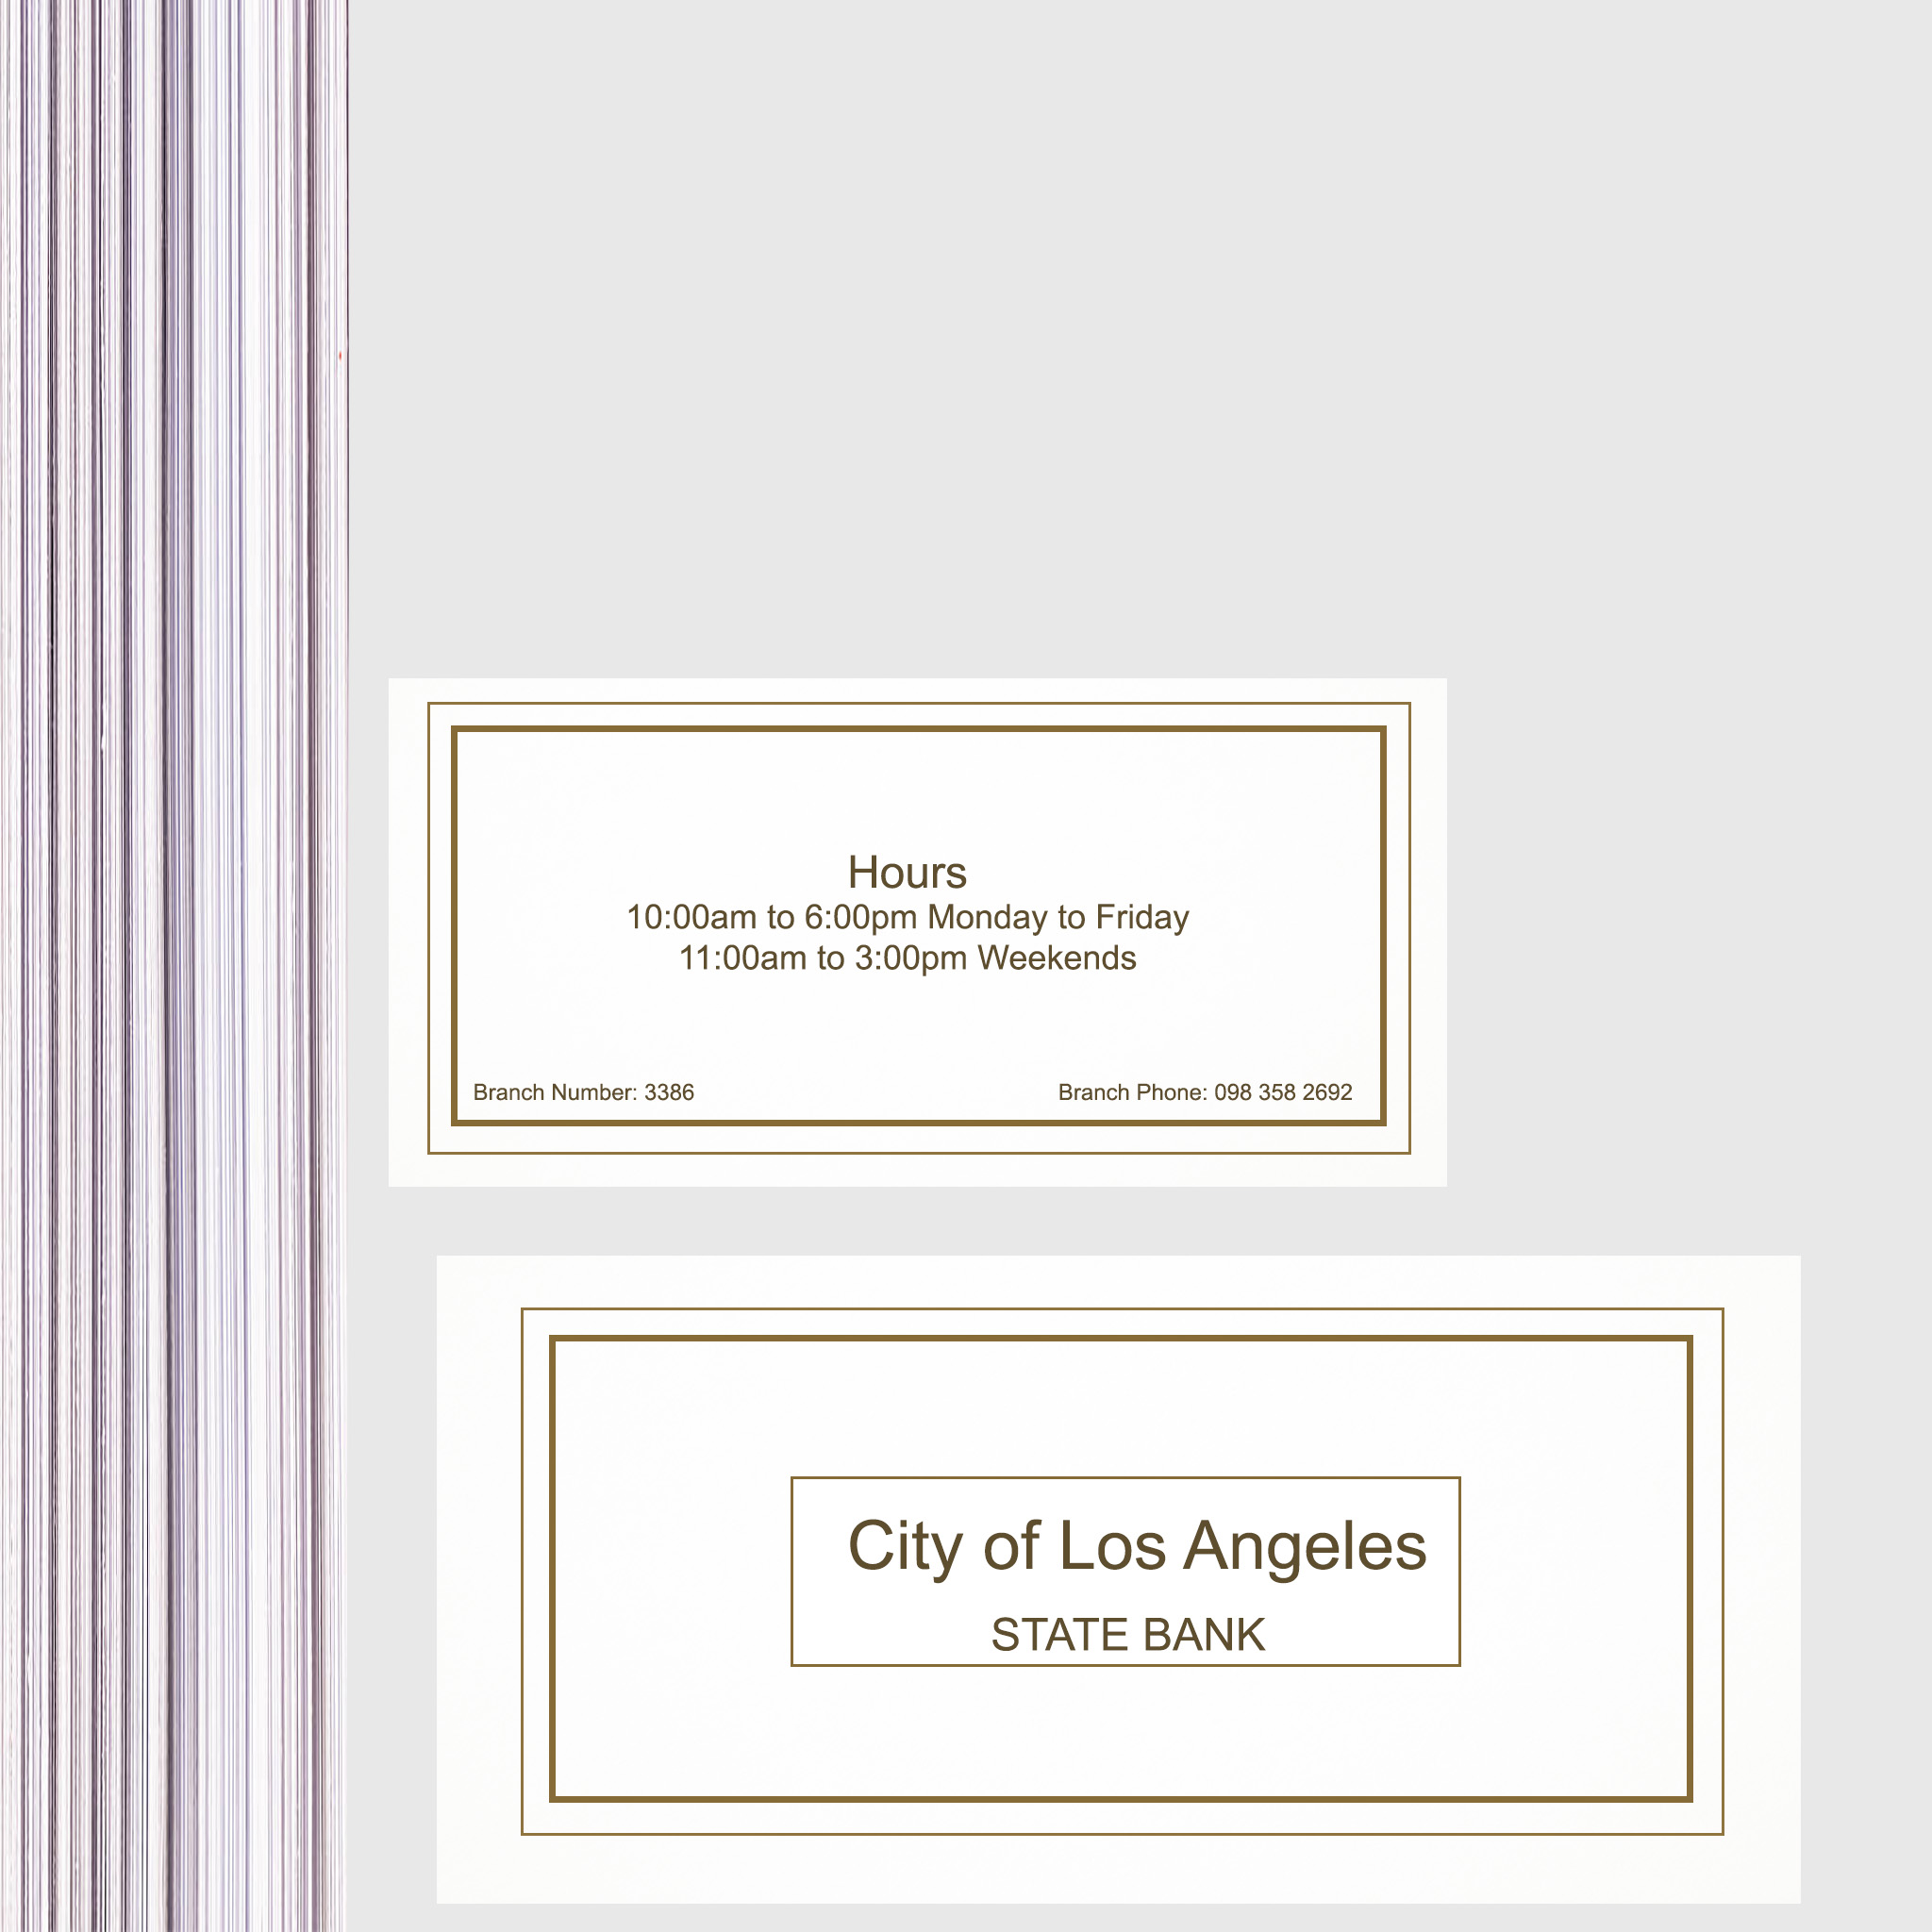 Hours
10:00am to 6:00pm Monday to Friday
11:00am to 3:00pm Weekends
Branch Number: 3386
Branch Phone: 098 358 2692
City of Los Angeles
STATE BANK